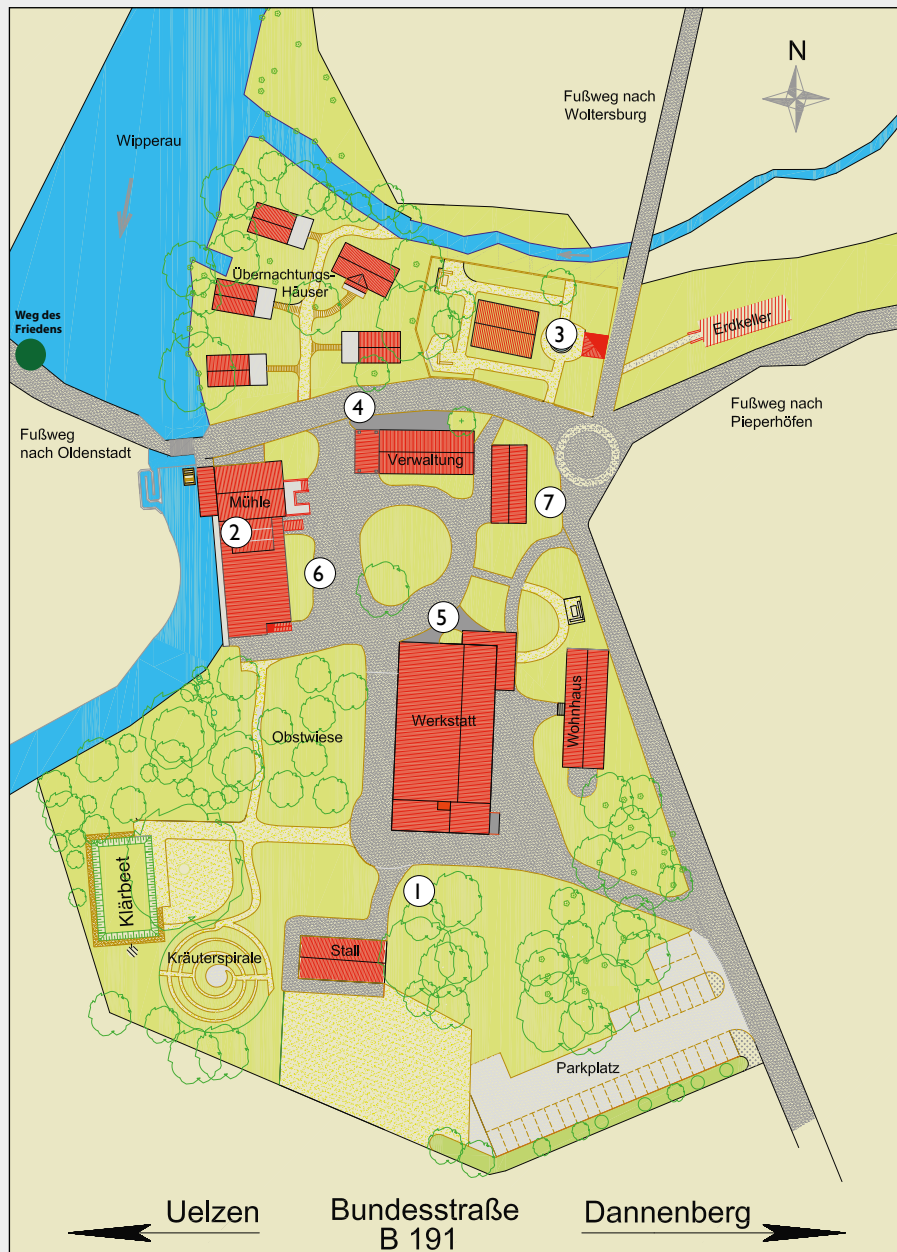 N
Fußweg nach
Woltersburg
Wipperau
Übernachtungs-
Häuser
Weg des
Friedens
3
Erdkeller
4
Fußweg nach
Pieperhöfen
Fußweg
nach Oldenstadt
Verwaltung
Mühle
7
2
6
5
Werkstatt
Wohnhaus
Obstwiese
Klärbeet
1
Stall
Kräuterspirale
Parkplatz
Uelzen
Bundesstraße
B 191
Dannenberg